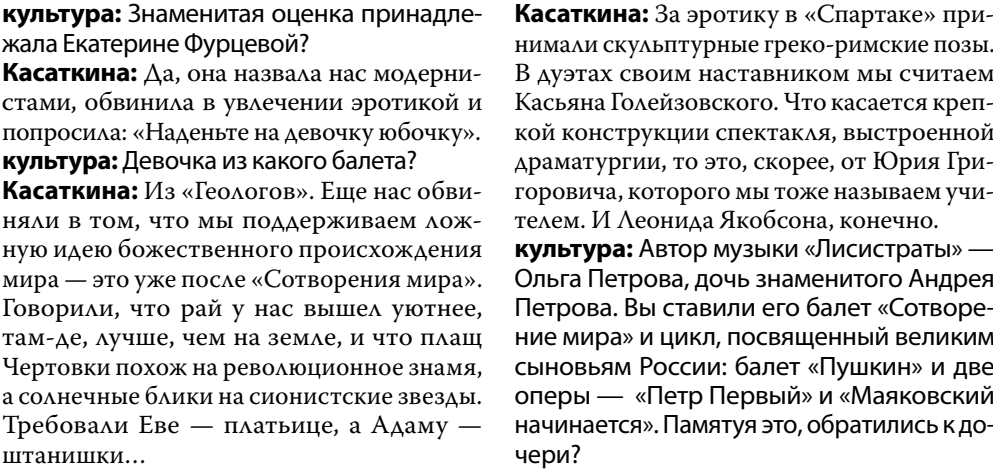 культура: Знаменитая оценка принадле-
жала Екатерине Фурцевой?
Касаткина: Да, она назвала нас модерни-
стами, обвинила в увлечении эротикой и
попросила: «Наденьте на девочку юбочку».
культура: Девочка из какого балета?
Касаткина: Из «Геологов». Еще нас обви-
няли в том, что мы поддерживаем лож-
ную идею божественного происхождения
мира — это уже после «Сотворения мира».
Говорили, что рай у нас вышел уютнее,
там-де, лучше, чем на земле, и что плащ
Чертовки похож на революционное знамя,
а солнечные блики на сионистские звезды.
Требовали Еве — платьице, а Адаму —
штанишки...
Касаткина: За эротику в «Спартаке» при-
нимали скульптурные греко-римские позы.
В дуэтах своим наставником мы считаем
Касьяна Голейзовского. Что касается креп-
кой конструкции спектакля, выстроенной
драматургии, то это, скорее, от Юрия Гри-
горовича, которого мы тоже называем учи-
телем. И Леонида Якобсона, конечно.
культура: Автор музыки «Лисистраты» —
Ольга Петрова, дочь знаменитого Андрея
Петрова. Вы ставили его балет «Сотворе-
ние мира» и цикл, посвященный великим
сыновьям России: балет «Пушкин» и две
оперы — «Петр Первый» и «Маяковский
начинается». Памятуя это, обратились к до-
чери?